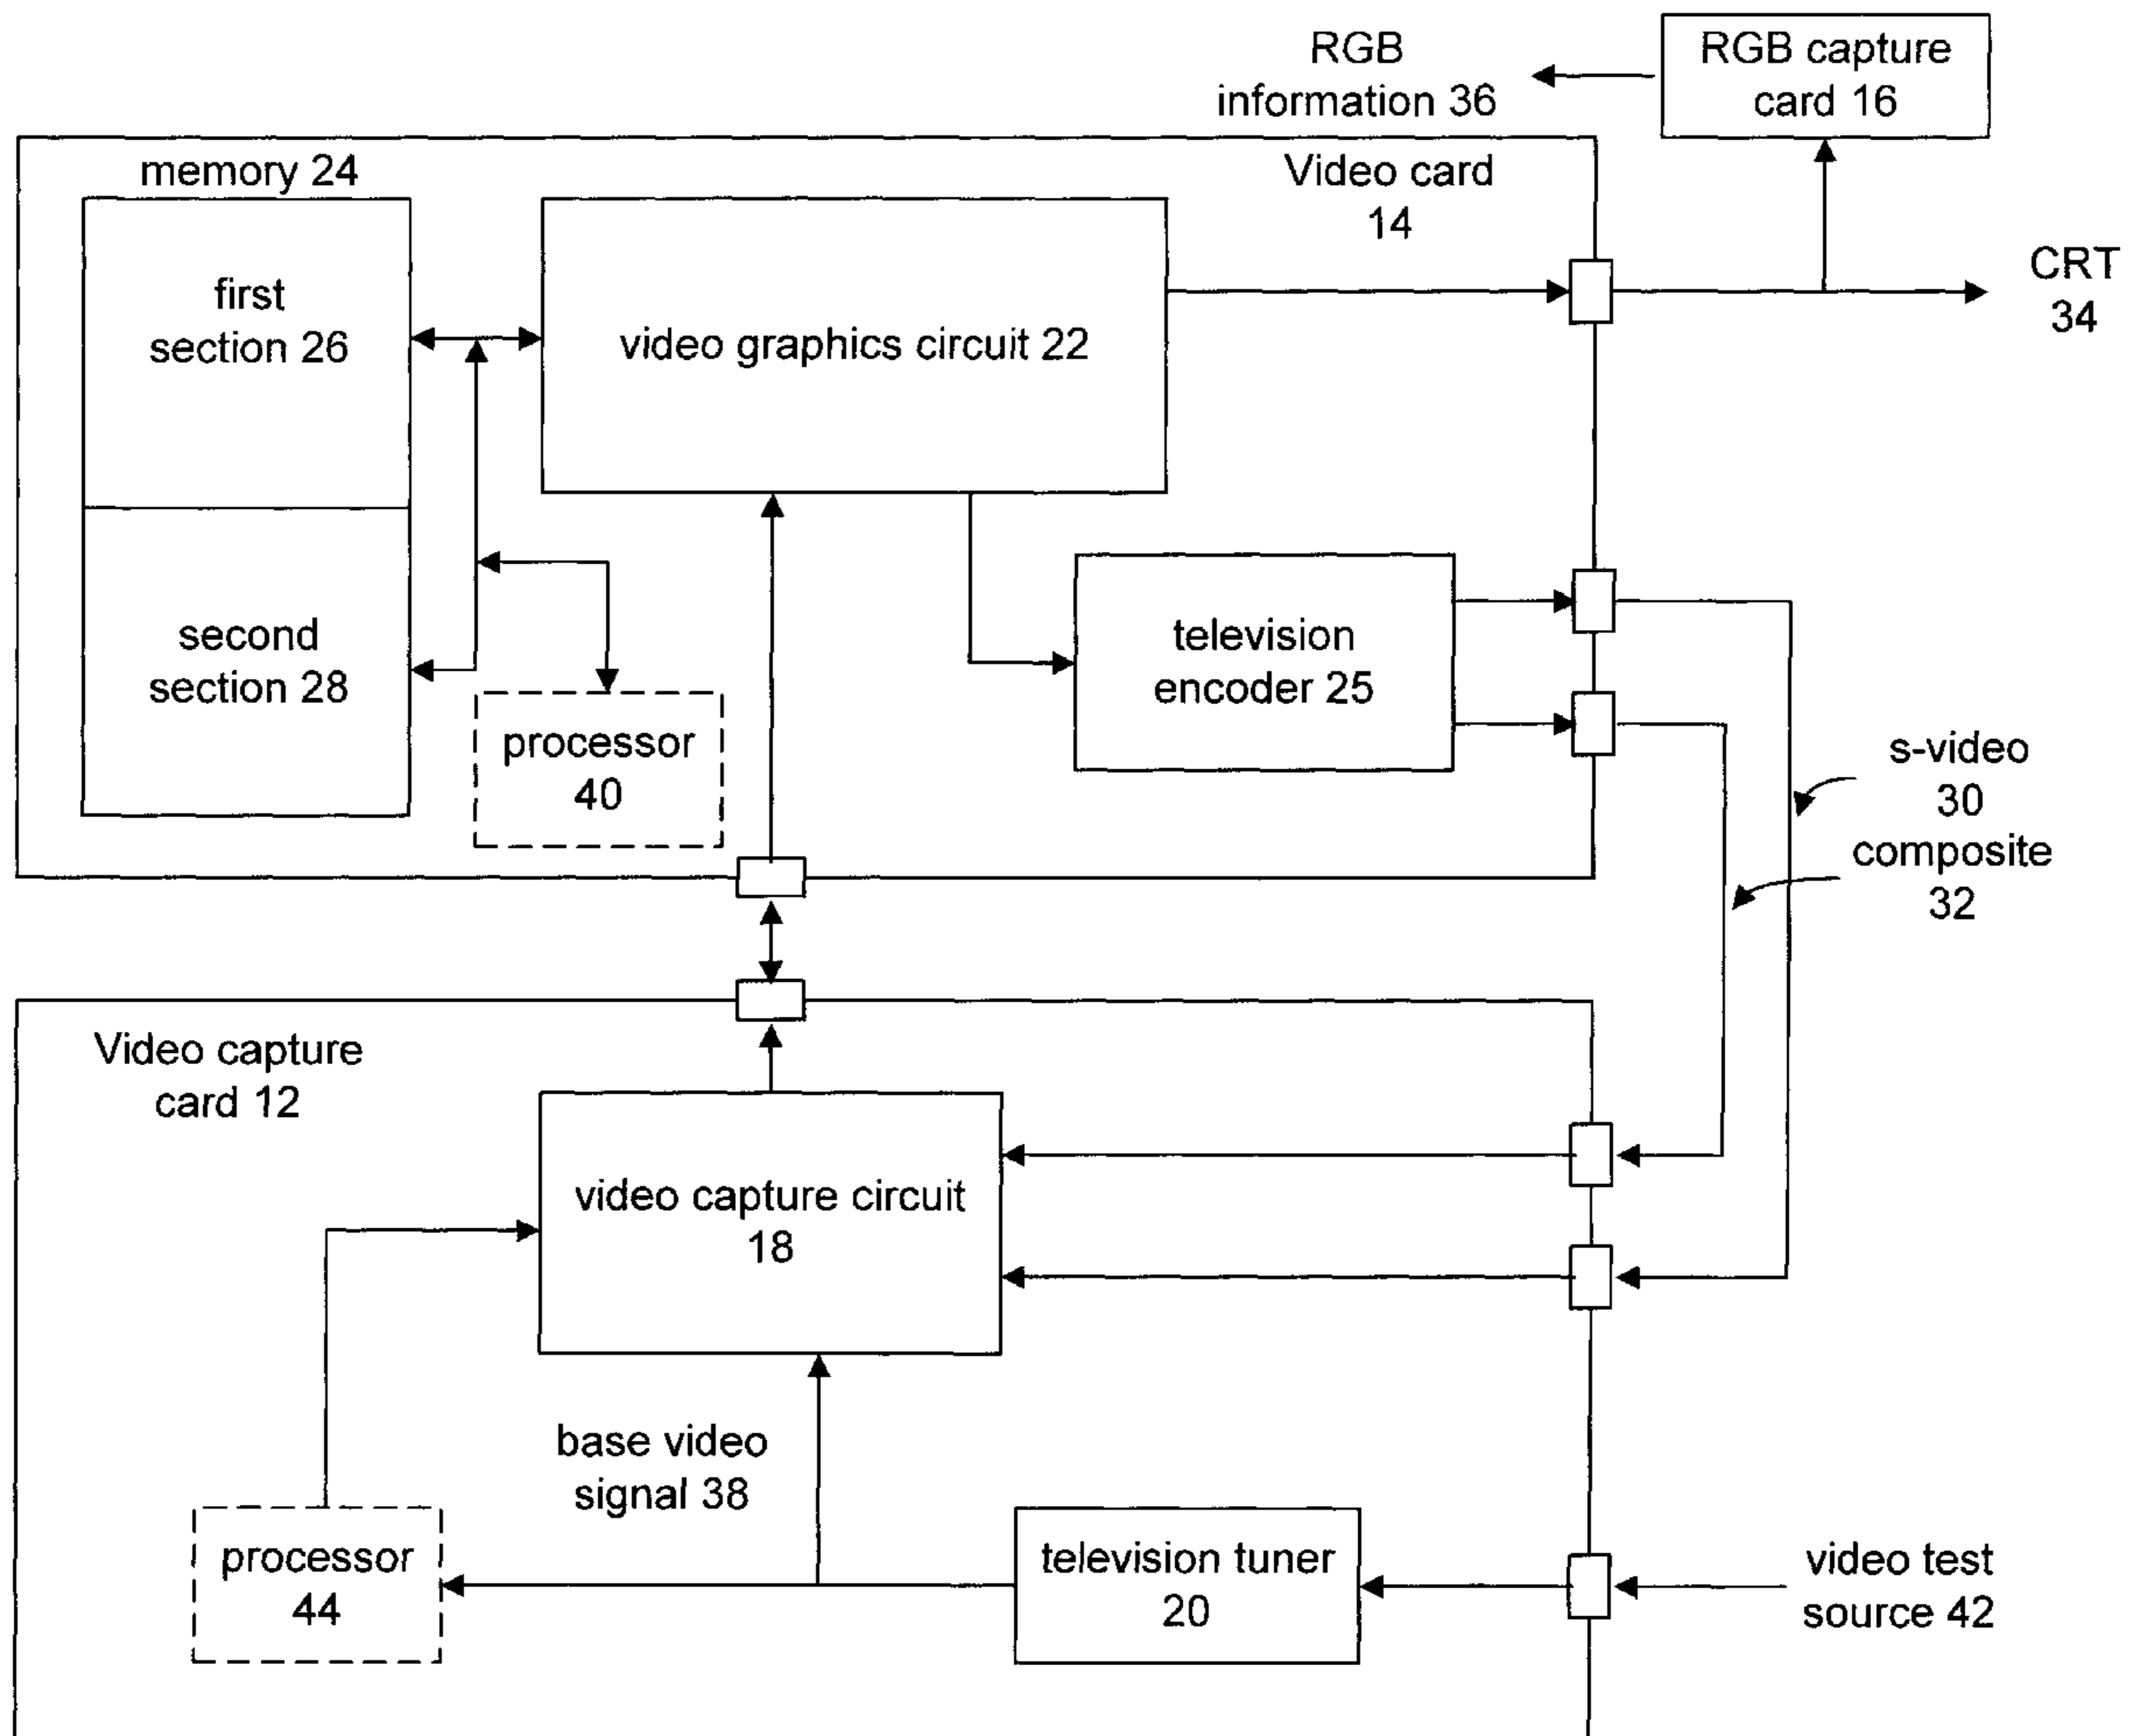 RGB
information 36
RGB capture
card 16
memory 24
Video card
14
first
section 26
video graphics circuit 22
CRT
34
second
section 28
television
encoder 25
processor
40
s-video
30
composite
32
Video capture
card 12
video capture circuit
18
base video
signal 38
processor
44
television tuner
20
video test
source 42